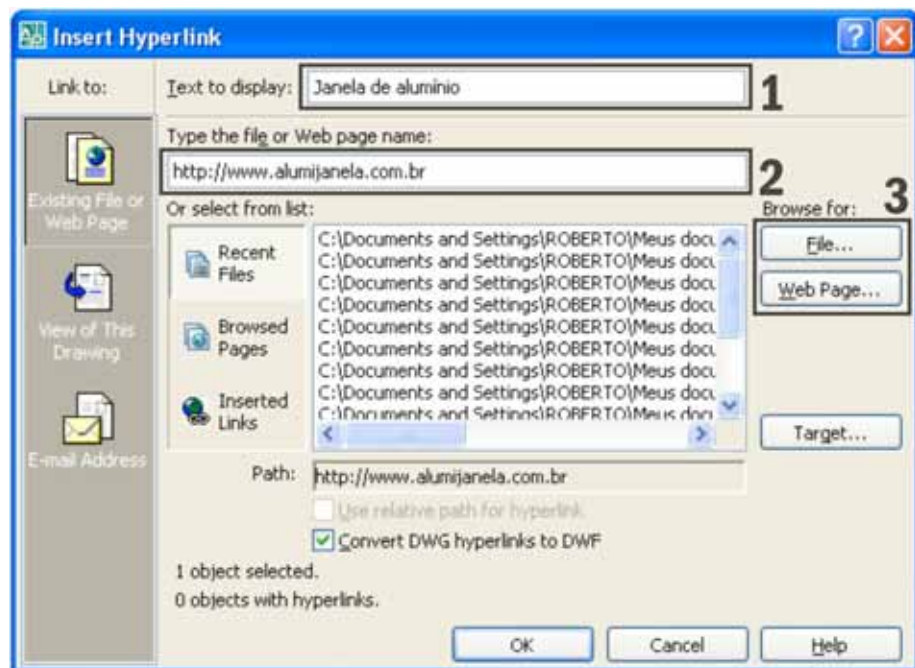 Insert Hyperlink
Link to:
Text to display: Janela de alumínio 1
Type the file or Web page name:
http://www.alumijanela.com.br 2
Existing File or
Web Page
Or select from list:
Browse for: 3
Recent
Files
Browsed
Pages
Inserted
Links
C:\Documents and Settings\ROBERTO\Meus docu
C:\Documents and Settings\ROBERTO\Meus docu
C:\Documents and Settings\ROBERTO\Meus docu
C:\Documents and Settings\ROBERTO\Meus docu
C:\Documents and Settings\ROBERTO\Meus docu
C:\Documents and Settings\ROBERTO\Meus docu
C:\Documents and Settings\ROBERTO\Meus docu
C:\Documents and Settings\ROBERTO\Meus docu
C:\Documents and Settings\ROBERTO\Meus docu
File...
Web Page...
View of This
Drawing
E-mail Address
Target...
Path: http://www.alumijanela.com.br
Use relative path for hyperlink
Convert DWG hyperlinks to DWF
1 object selected.
0 objects with hyperlinks.
OK Cancel Help